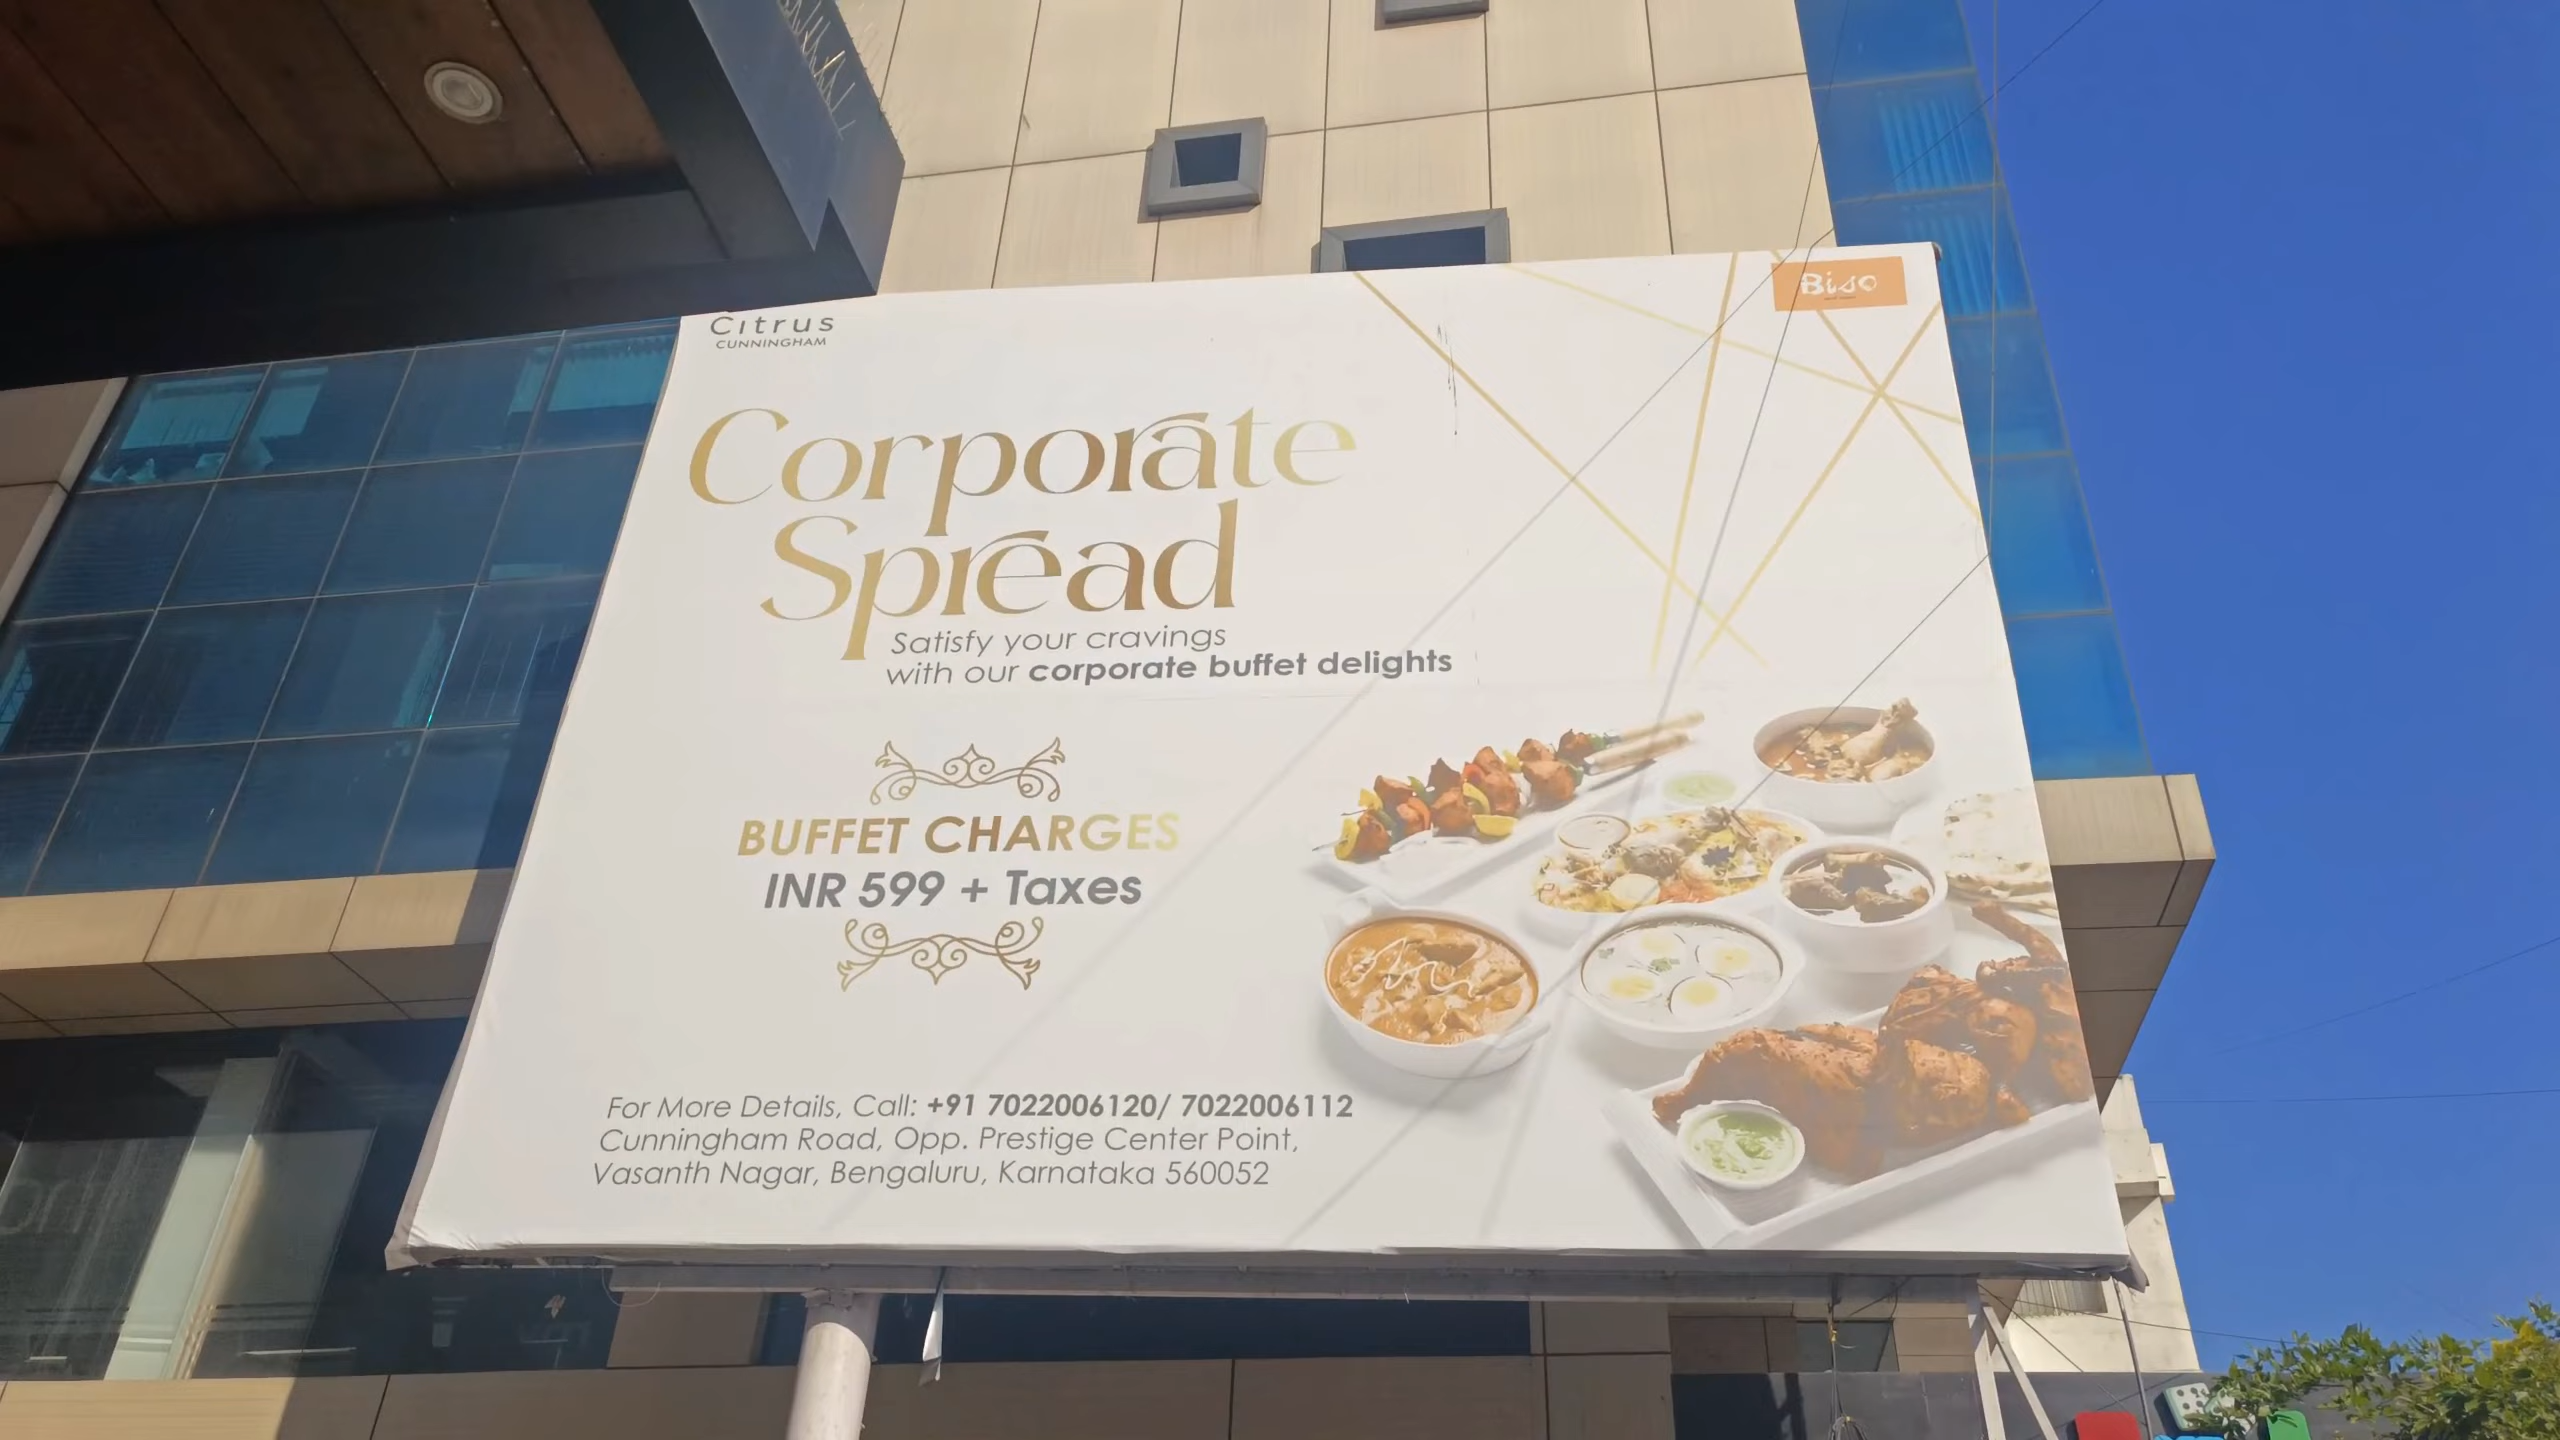 Citrus
CUNNINGHAM
Biso
Corporate
Spread
Satisfy your cravings
with our corporate buffet delights
BUFFET CHARGES
INR 599 + Taxes
For More Details, Call: +91 7022006120/ 7022006112
Cunningham Road, Opp. Prestige Center Point,
Vasanth Nagar, Bengaluru, Karnataka 560052